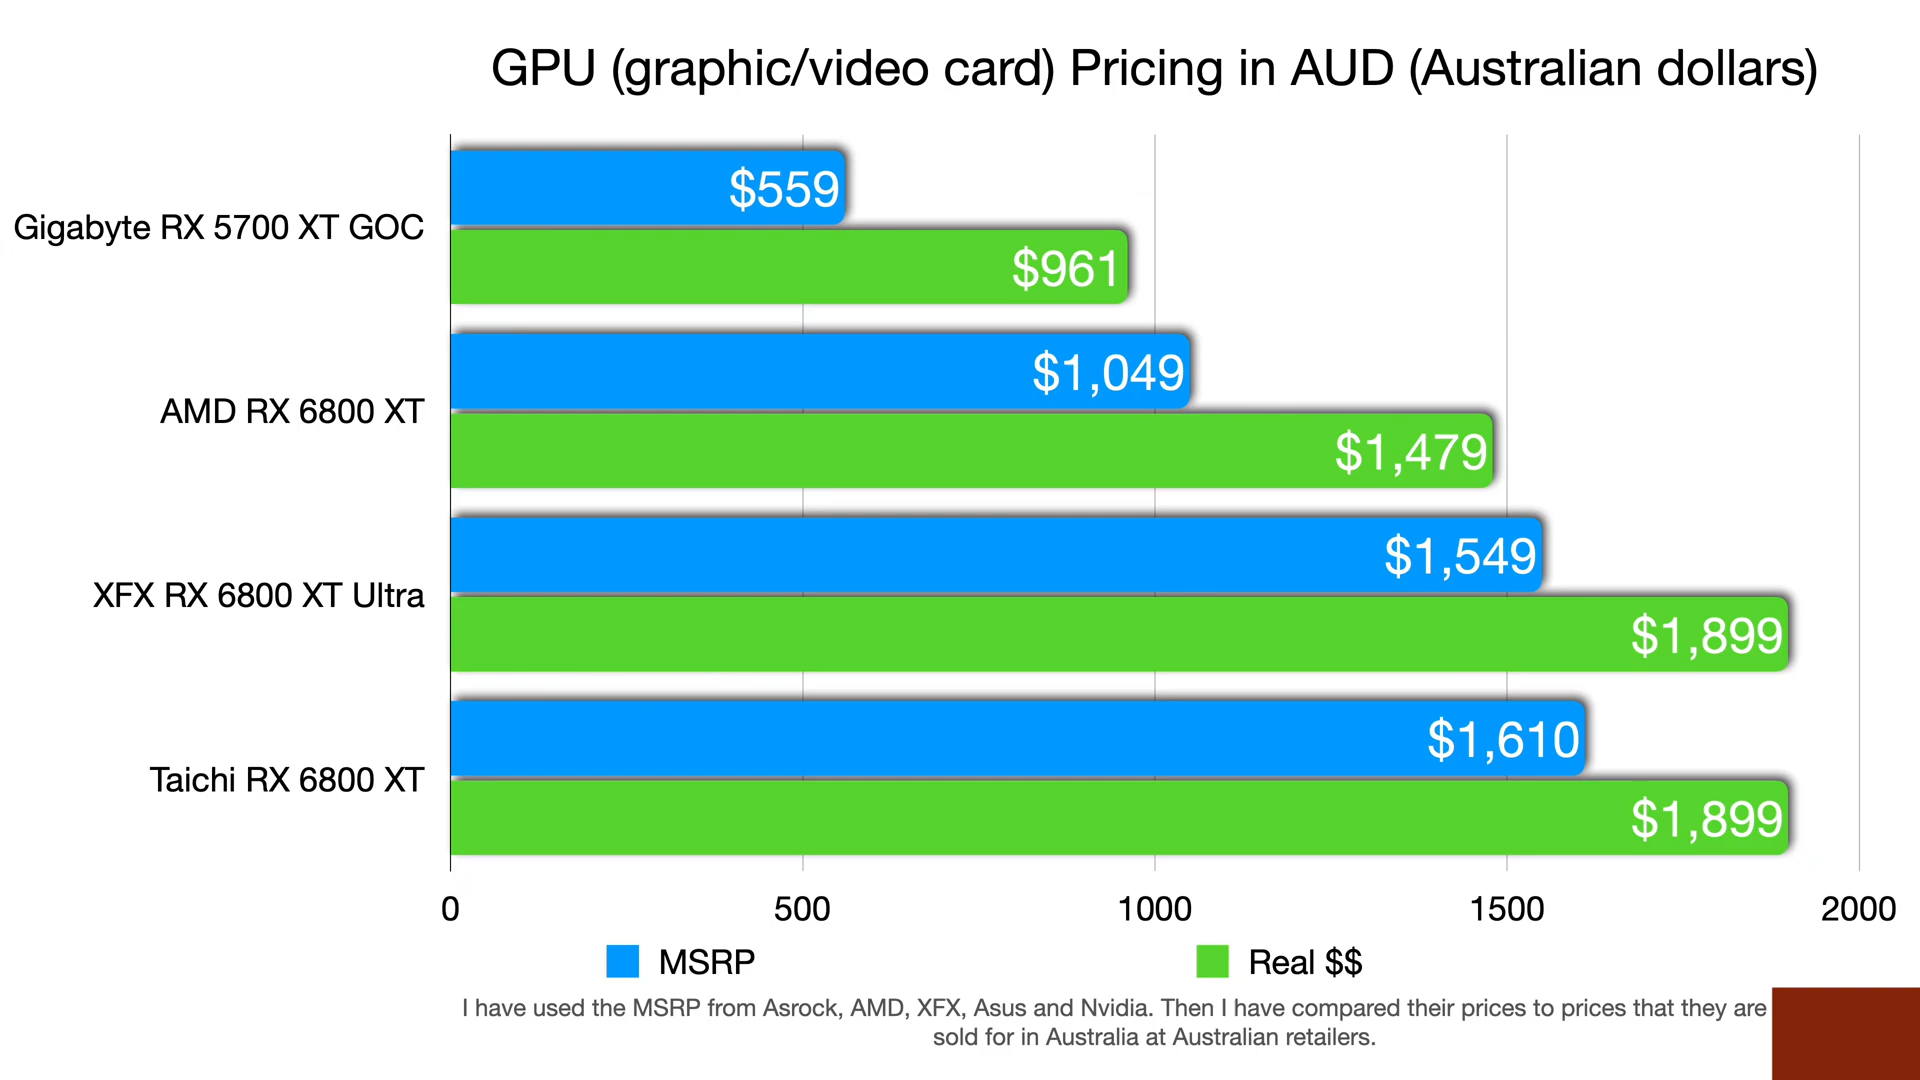 GPU (graphic/video card) Pricing in AUD (Australian dollars)
$559
Gigabyte RX 5700 XT GOC
$961
$1,049
AMD RX 6800 XT
$1,479
$1,549
XFX RX 6800 XT Ultra
$1,899
$1,610
Taichi RX 6800 XT
$1,899
0 500 1000 1500 2000
MSRP Real $$
I have used the MSRP from Asrock, AMD, XFX, Asus and Nvidia. Then I have compared their prices to prices that they are
sold for in Australia at Australian retailers.